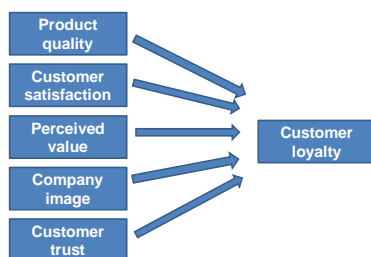 Product
quality
Customer
satisfaction
Perceived
value
Company
image
Customer
trust
Customer
loyalty